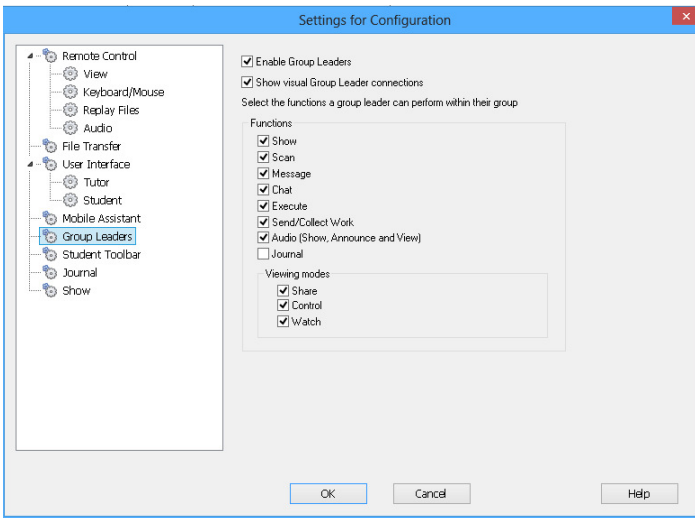 Settings for Configuration
Remote Control
View
Keyboard/Mouse
Replay Files
Audio
File Transfer
User Interface
Tutor
Student
Mobile Assistant
Group Leaders
Student Toolbar
Journal
Show
Enable Group Leaders
Show visual Group Leader connections
Select the functions a group leader can perform within their group
Functions
Show
Scan
Message
Chat
Execute
Send/Collect Work
Audio (Show, Announce and View)
Journal
Viewing modes
Share
Control
Watch
OK
Cancel
Help